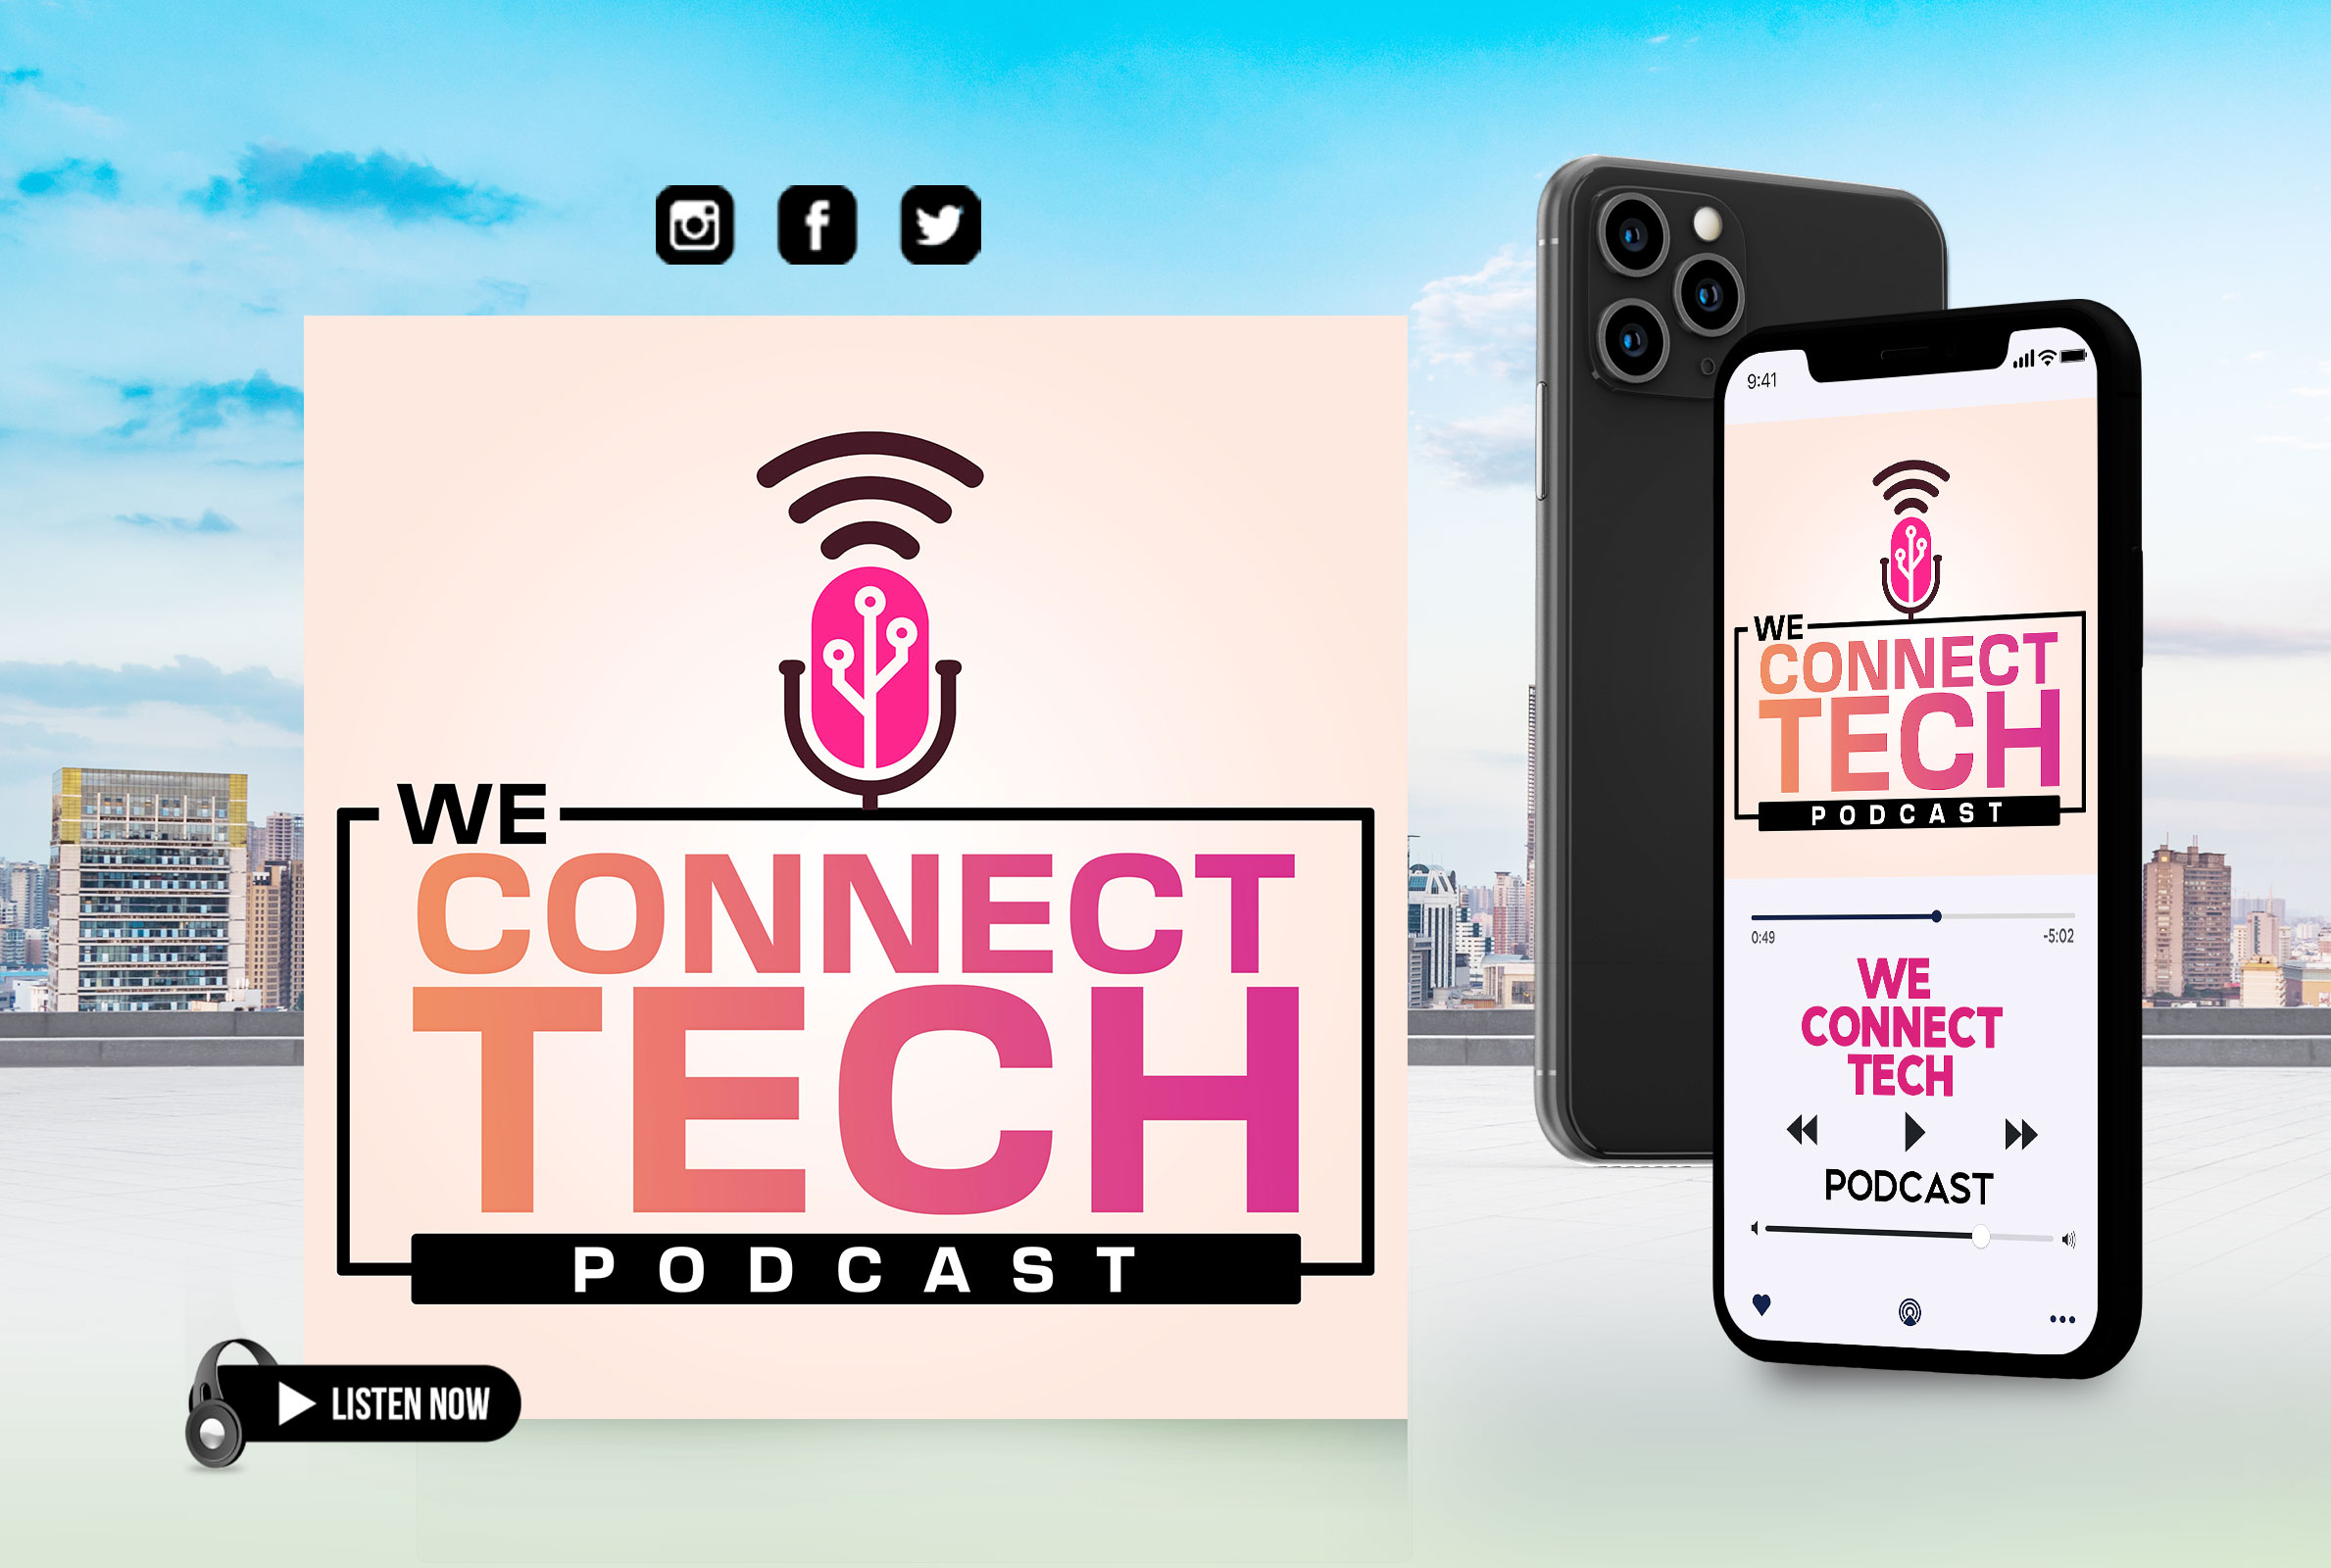 WE
CONNECT
TECH
PODCAST
LISTEN NOW
9:41
WE
CONNECT
TECH
PODCAST
0:49
-5:02
WE
CONNECT
TECH
PODCAST